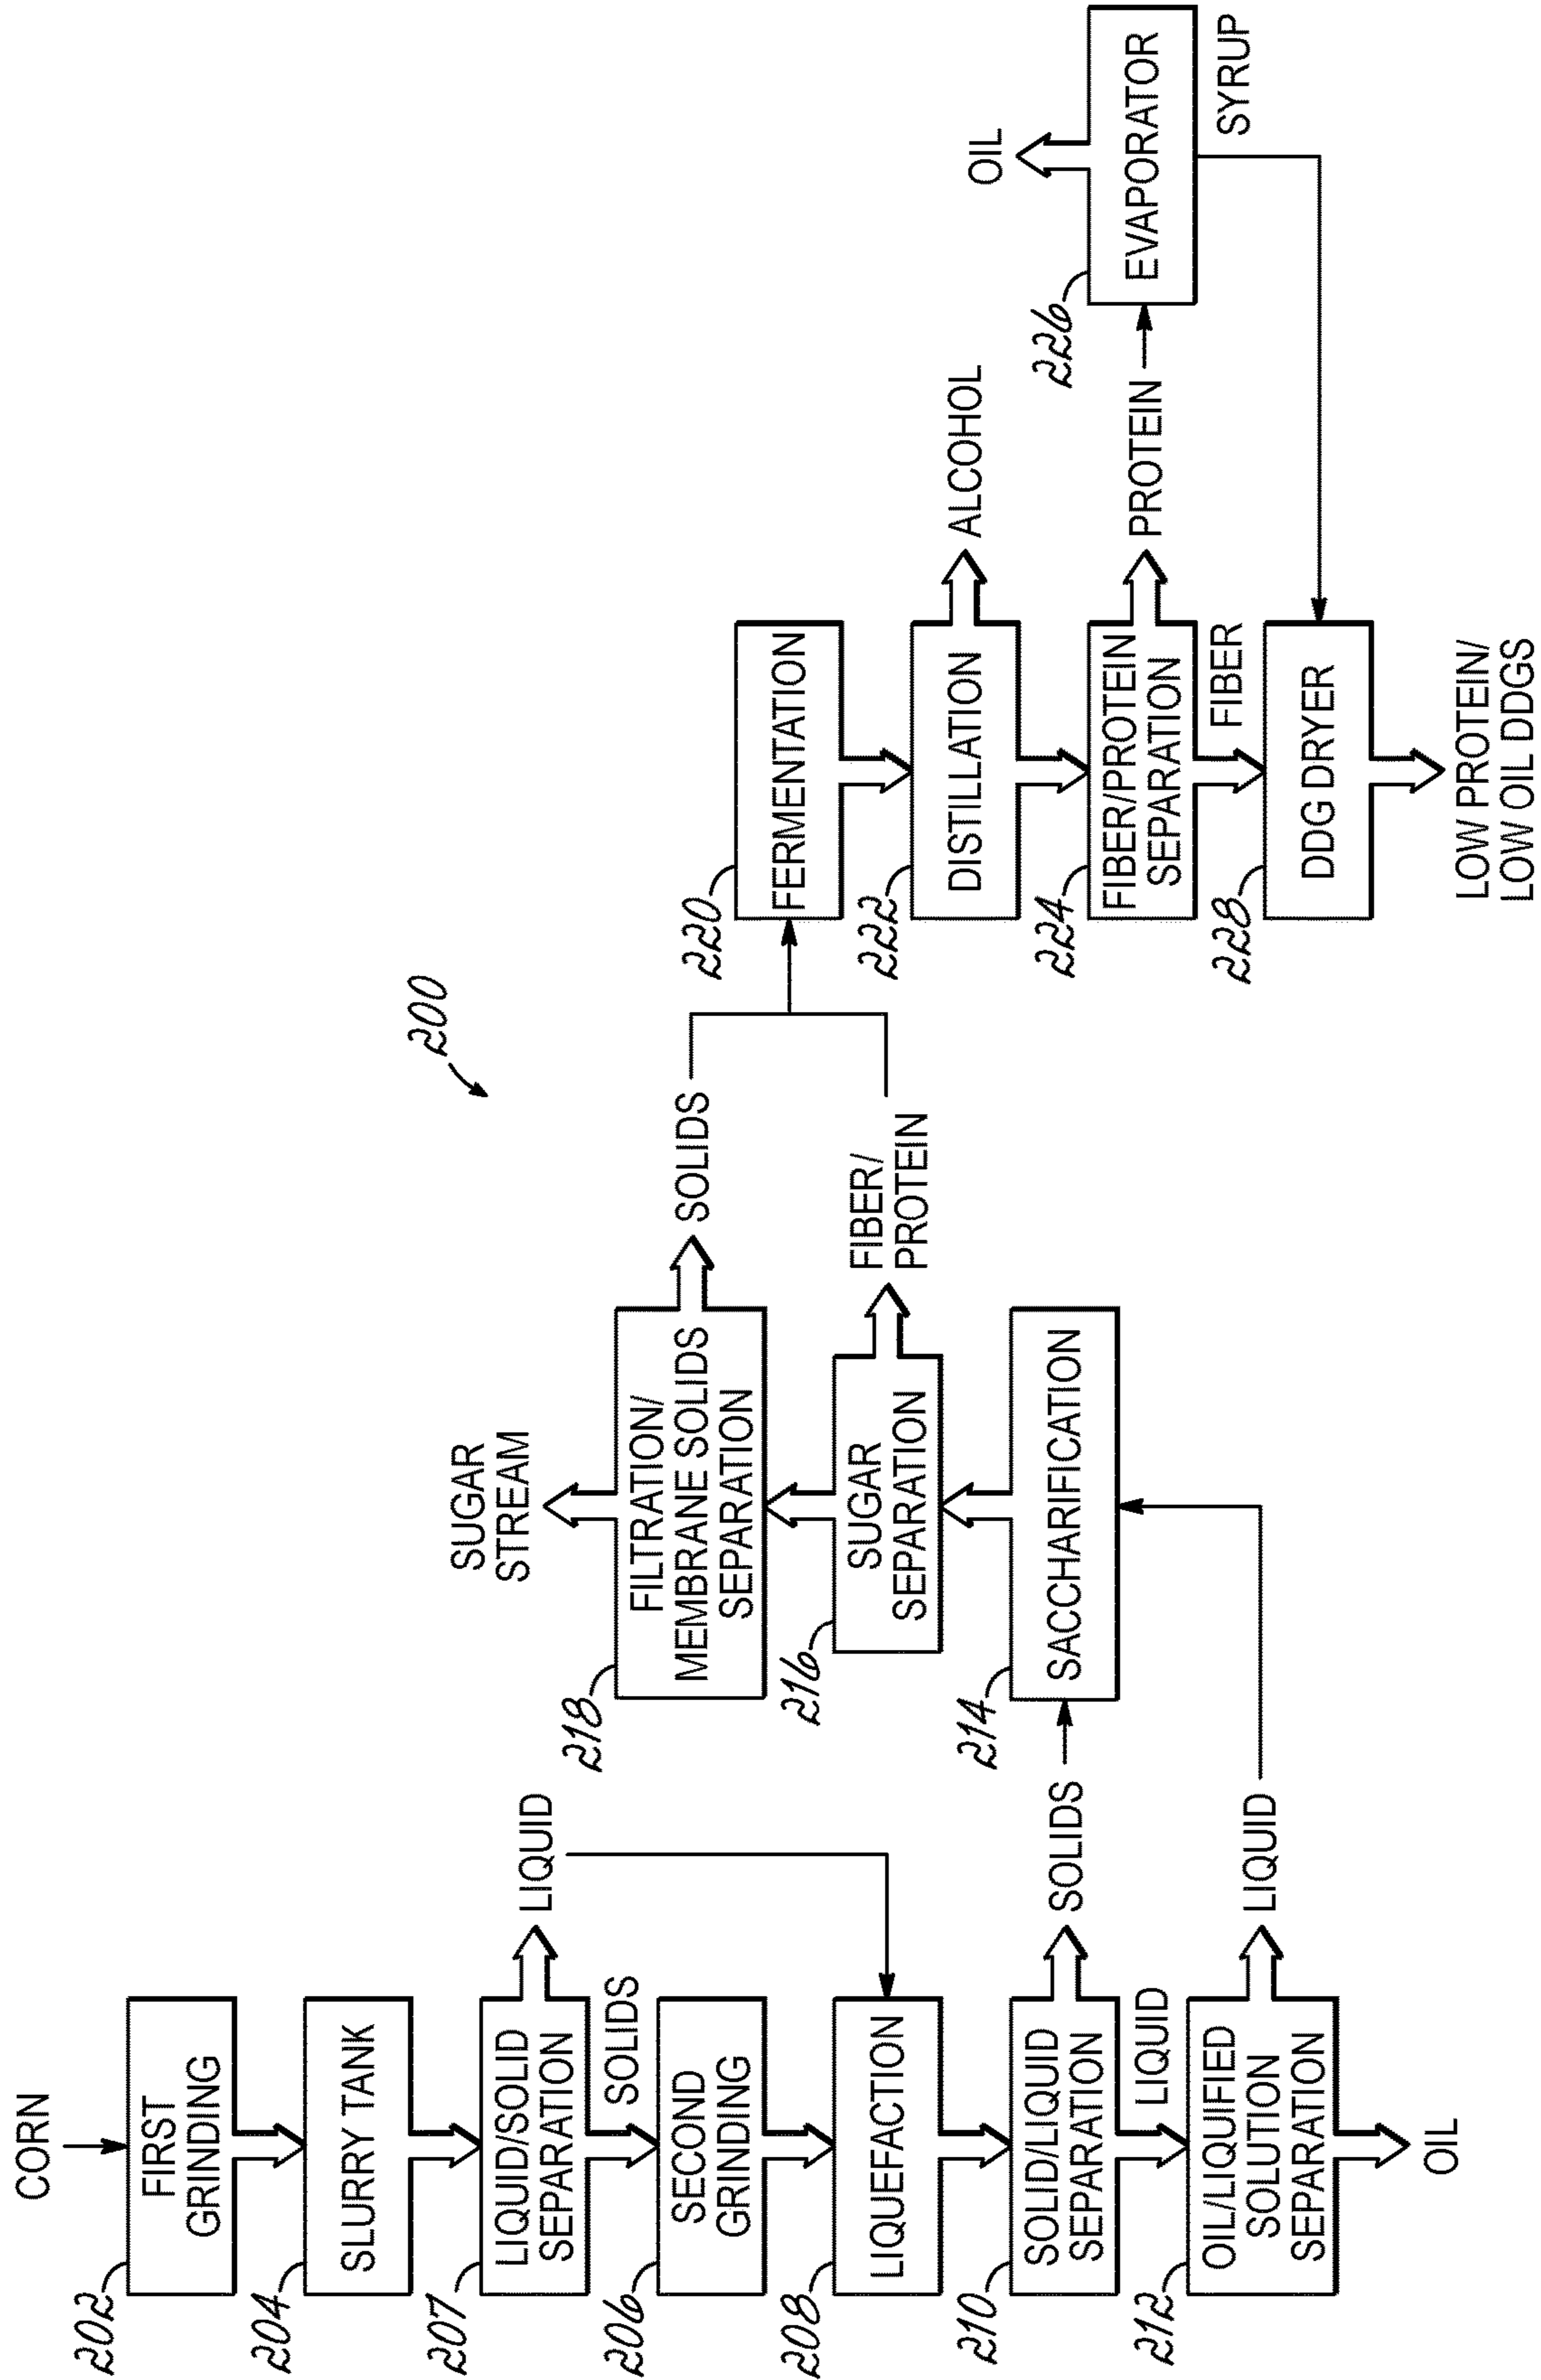 200
CORN
202
FIRST
GRINDING
204
SLURRY TANK
207
LIQUID/SOLID
SEPARATION
LIQUID
SOLIDS
206
SECOND
GRINDING
208
LIQUEFACTION
210
SOLID/LIQUID
SEPARATION
SOLIDS
LIQUID
212
OIL/LIQUIFIED
SOLUTION
SEPARATION
LIQUID
OIL
SUGAR
STREAM
218
FILTRATION/
MEMBRANE SOLIDS
SEPARATION
SOLIDS
216
SUGAR
SEPARATION
FIBER/
PROTEIN
214
SACCHARIFICATION
220
FERMENTATION
222
DISTILLATION
ALCOHOL
224
FIBER/PROTEIN
SEPARATION
PROTEIN
FIBER
228
DDG DRYER
LOW PROTEIN/
LOW OIL DDGS
OIL
226
EVAPORATOR
SYRUP